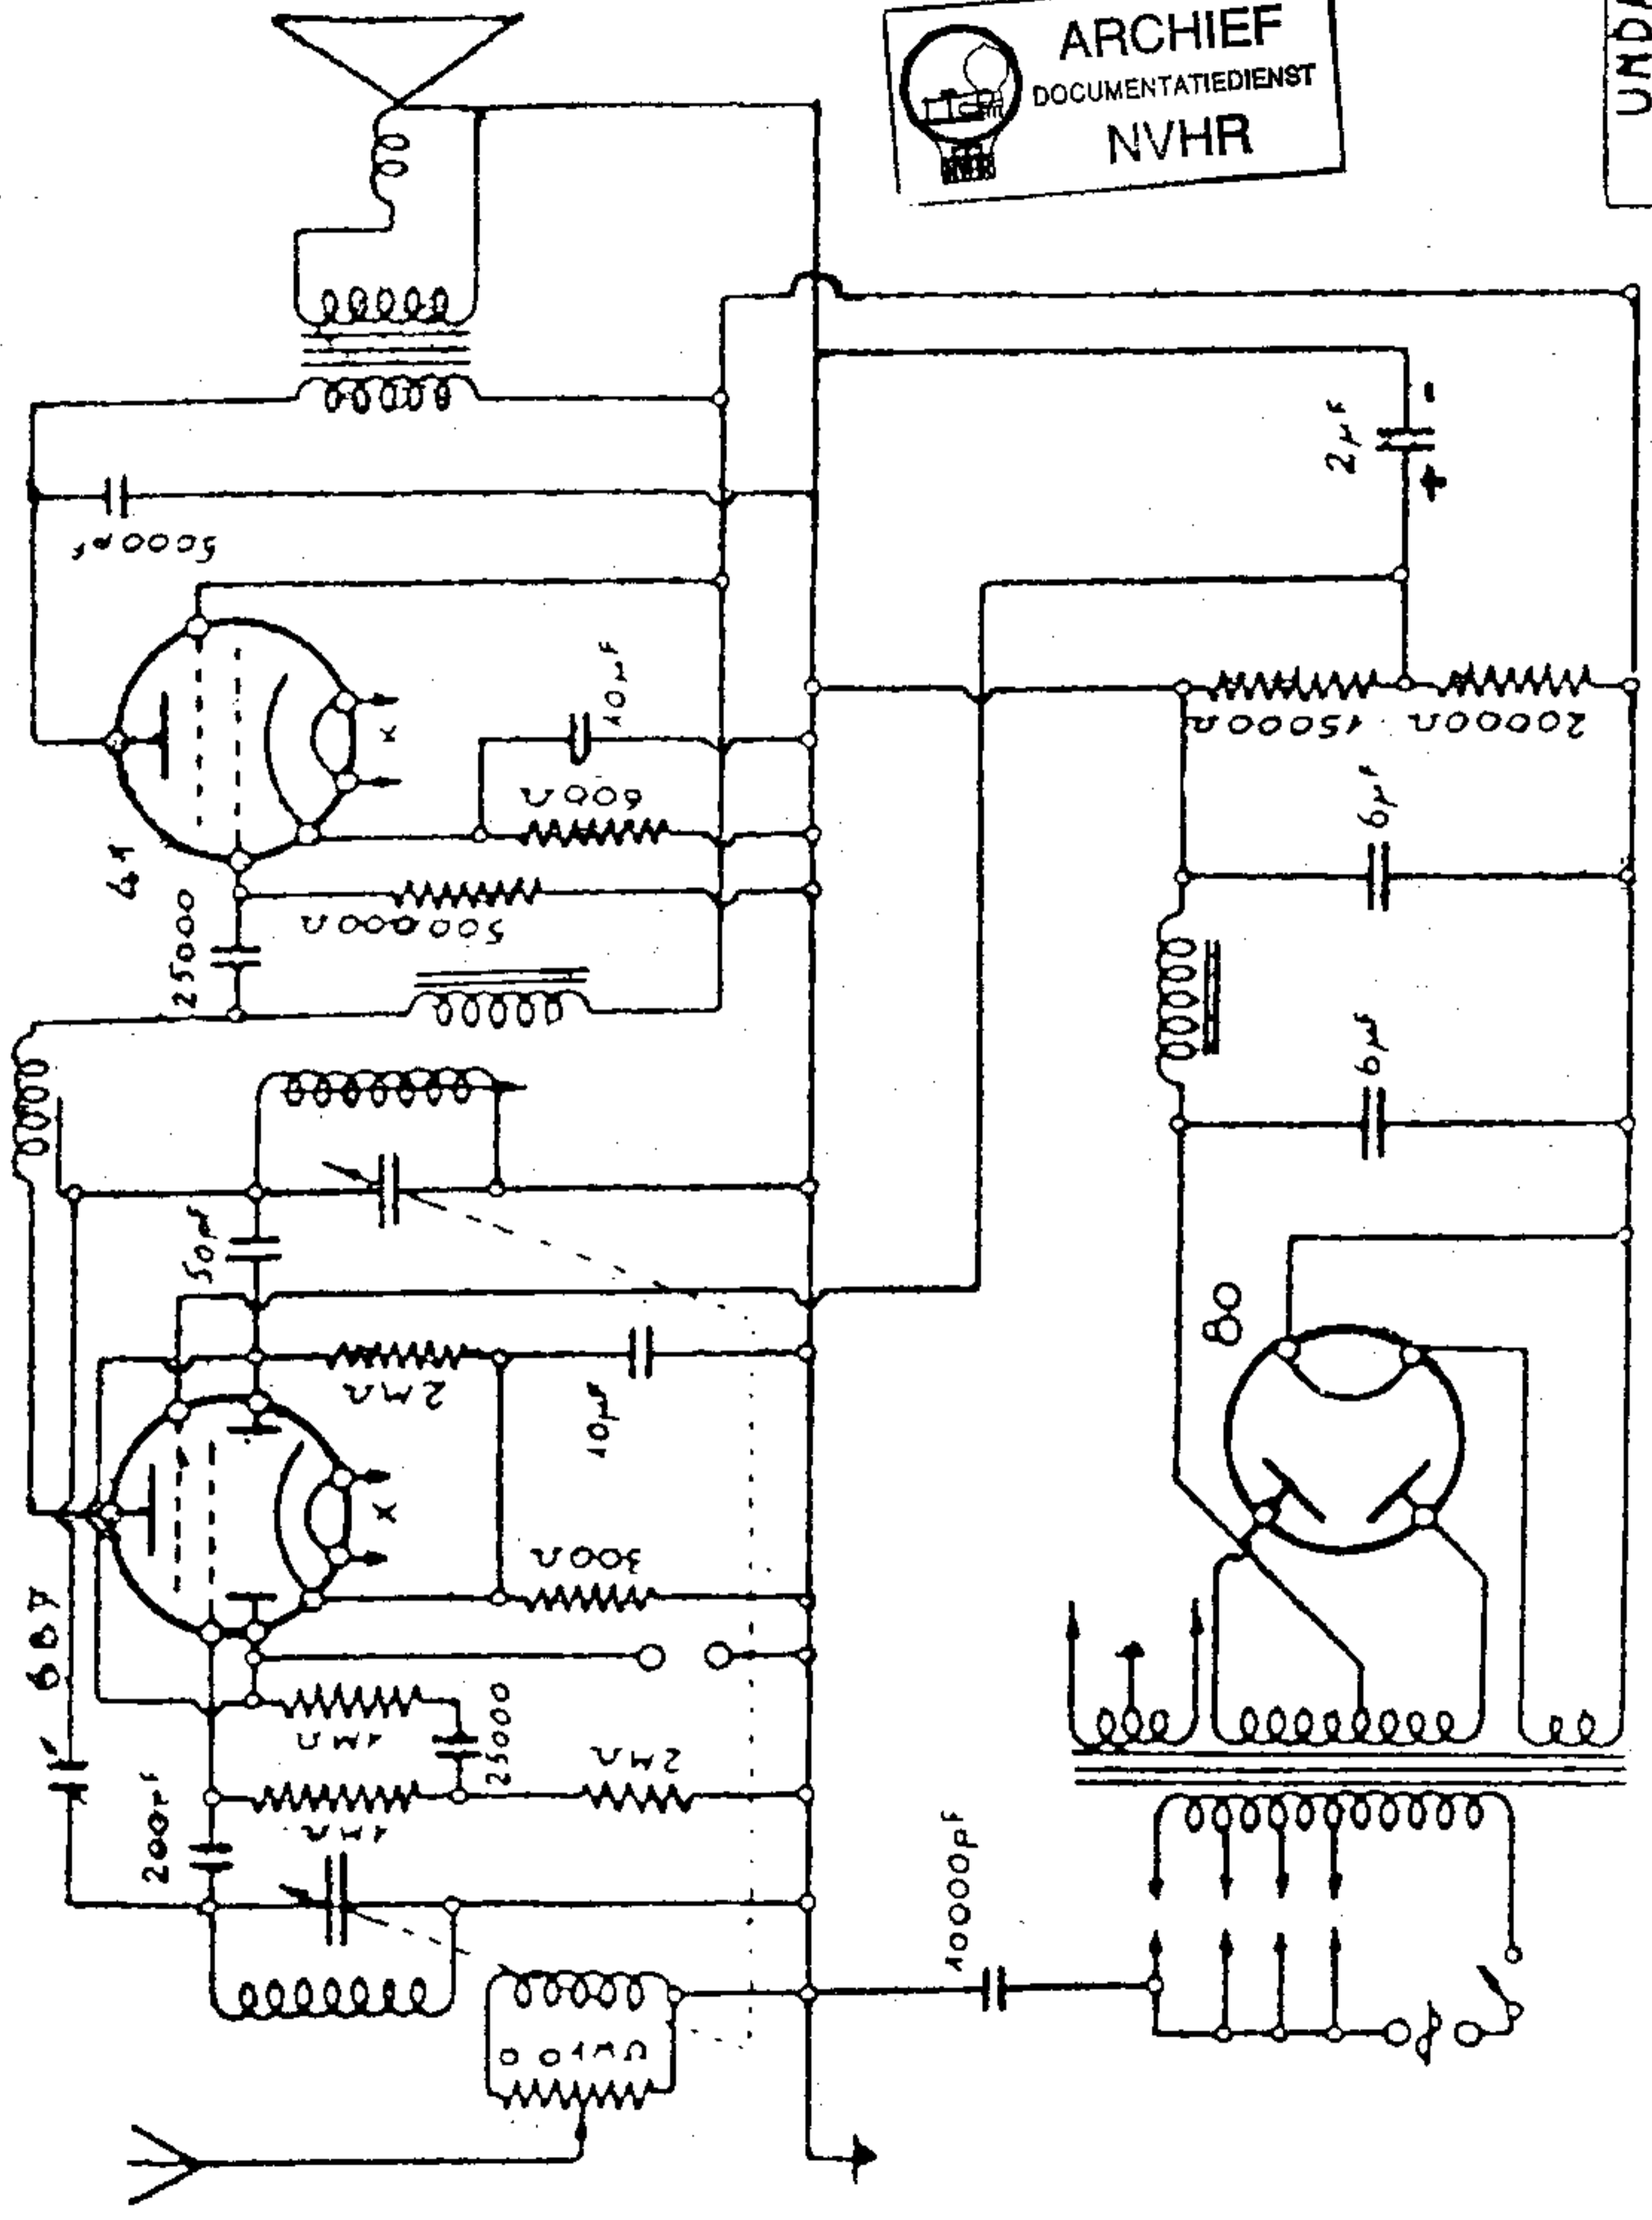 ARCHIEF
DOCUMENTATIEDIENST
NVHR
UND
5000pF
41
K
10µF
600Ω
25000
500000Ω
2µF
-
+
15000Ω
20000Ω
6µF
6µF
50pF
2MΩ
10µF
X
6B7
300Ω
80
1MΩ
25000
2MΩ
200pF
1MΩ
10000pF